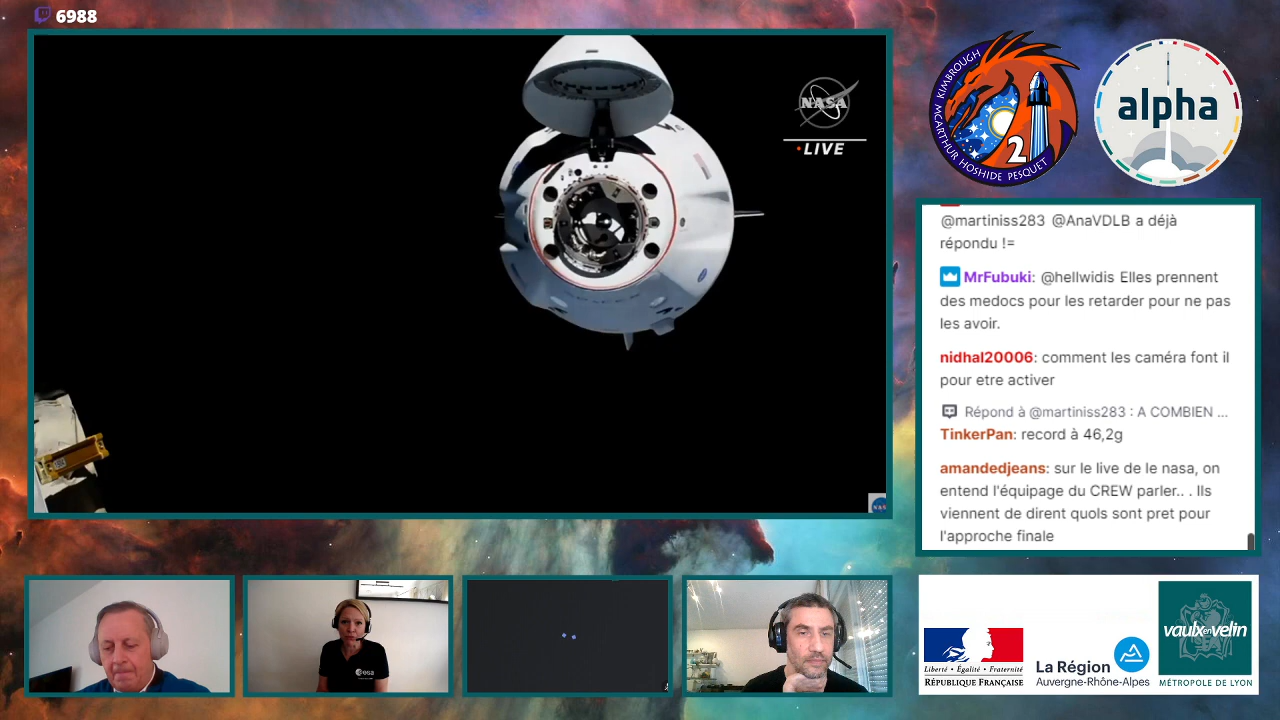 6988
NASA
LIVE
KIMBROUGH
MCARTHUR HOSHIDE PESQUET
2
alpha
@martiniss283 @AnaVDLB a déjà
répondu !=
MrFubuki: @hellwidis Elles prennent
des medocs pour les retarder pour ne pas
les avoir.
nidhal20006: comment les caméra font il
pour etre activer
Répond à @martiniss283 : A COMBIEN ...
TinkerPan: record à 46,2g
amandedjeans: sur le live de le nasa, on
entend l'équipage du CREW parler.. . Ils
viennent de dirent quols sont pret pour
l'approche finale
esa
Liberté • Égalité • Fraternité
RÉPUBLIQUE FRANÇAISE
La Région
Auvergne-Rhône-Alpes
vaulx en velin
MÉTROPOLE DE LYON